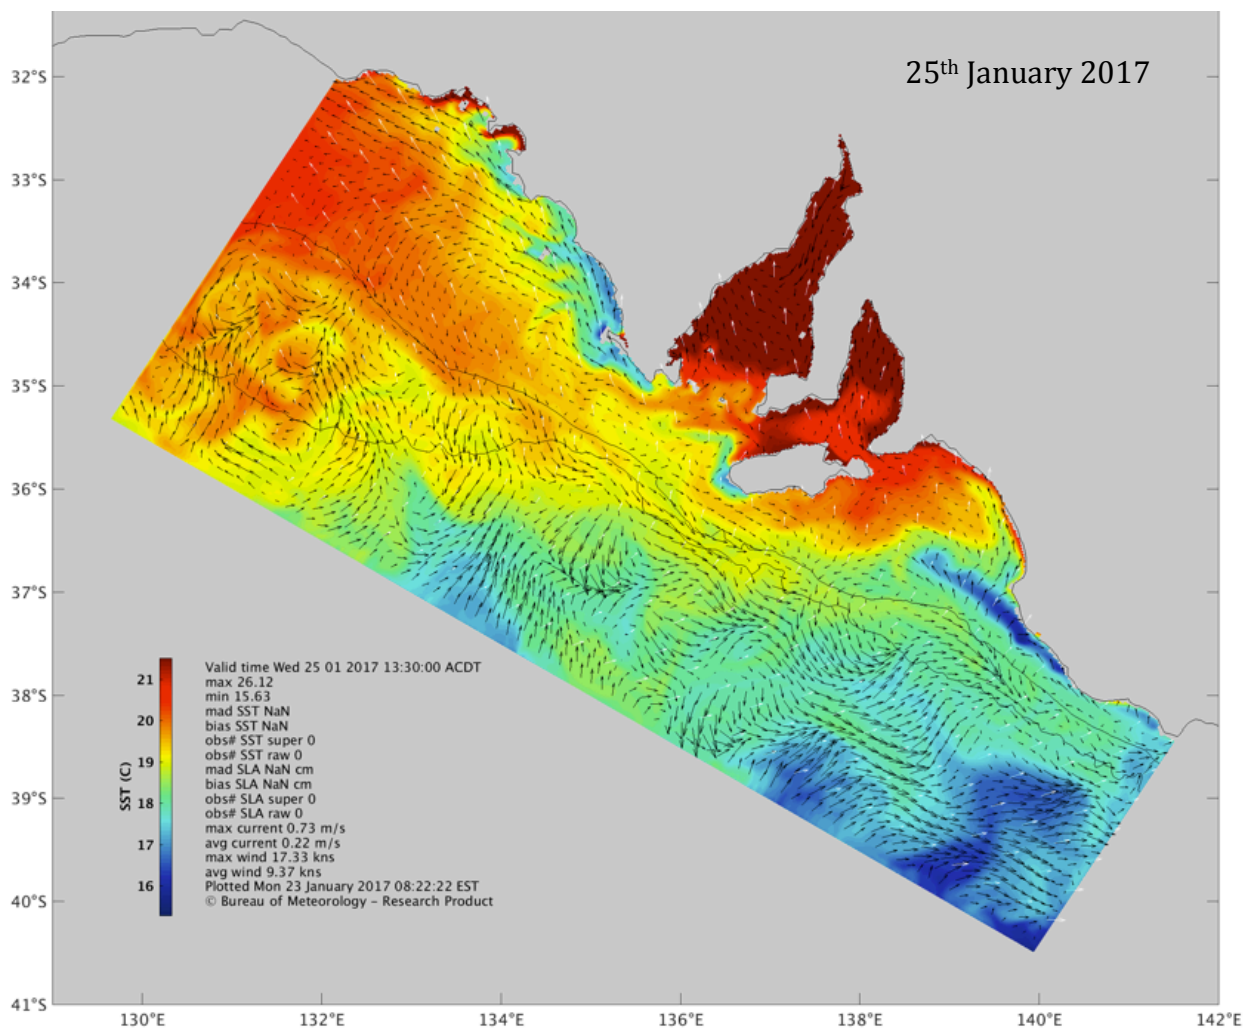 25th January 2017
32°S
33°S
34°S
35°S
36°S
37°S
38°S
39°S
40°S
41°S
21
20
19
18
17
16
SST (C)
Valid time Wed 25 01 2017 13:30:00 ACDT
max 26.12
min 15.63
mad SST NaN
bias SST NaN
obs# SST super 0
obs# SST raw 0
mad SLA NaN cm
bias SLA NaN cm
obs# SLA super 0
obs# SLA raw 0
max current 0.73 m/s
avg current 0.22 m/s
max wind 17.33 kns
avg wind 9.37 kns
Plotted Mon 23 January 2017 08:22:22 EST
© Bureau of Meteorology – Research Product
130°E
132°E
134°E
136°E
138°E
140°E
142°E